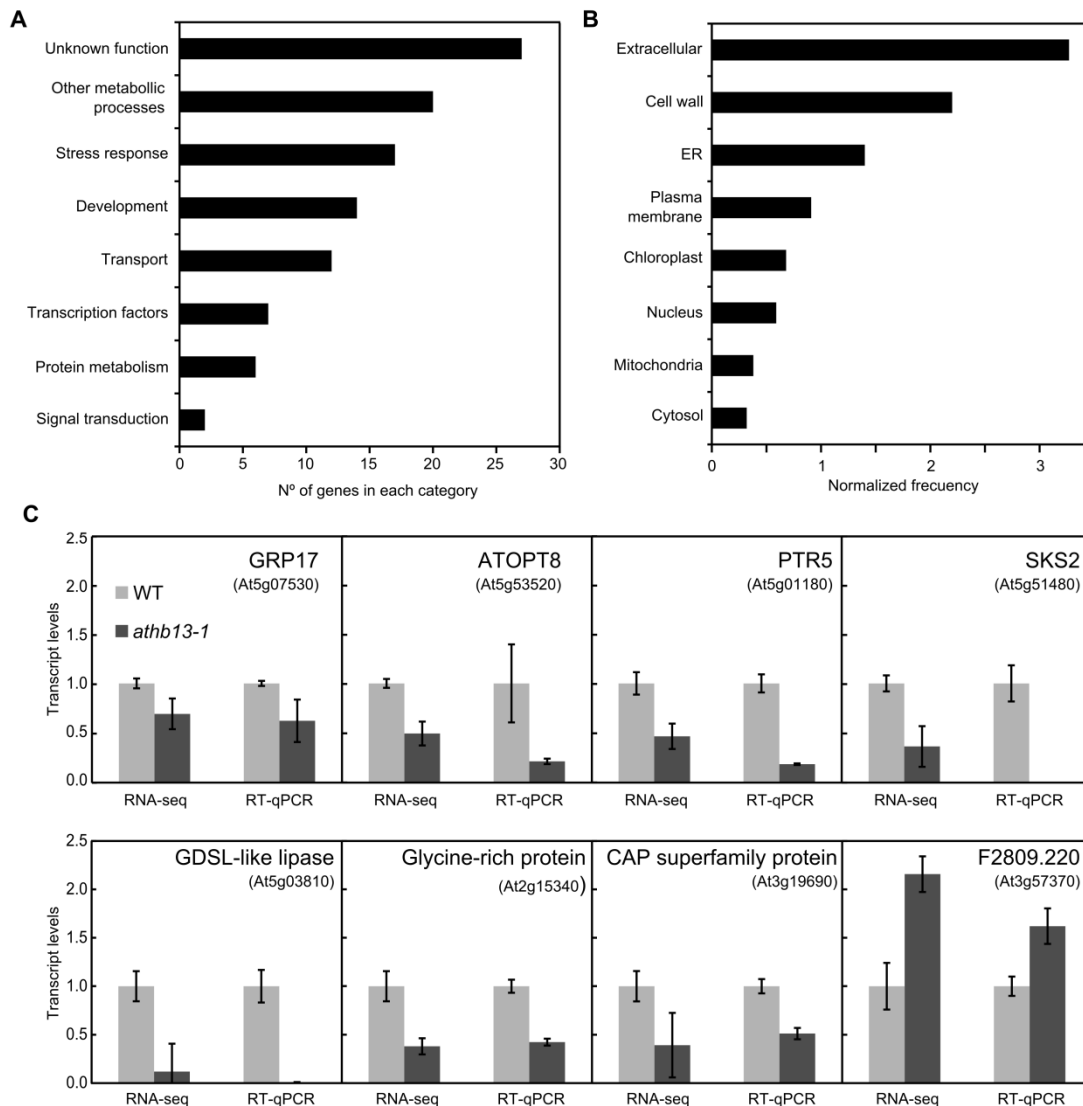 A
Unknown function
Other metabollic
processes
Stress response
Development
Transport
Transcription factors
Protein metabolism
Signal transduction
0 5 10 15 20 25 30
Nº of genes in each category
B
Extracellular
Cell wall
ER
Plasma
membrane
Chloroplast
Nucleus
Mitochondria
Cytosol
0 1 2 3
Normalized frecuency
C
Transcript levels
2.5
2.0
1.5
1.0
0.5
0.0
WT
athb13-1
GRP17
(At5g07530)
RNA-seq RT-qPCR
ATOPT8
(At5g53520)
RNA-seq RT-qPCR
PTR5
(At5g01180)
RNA-seq RT-qPCR
SKS2
(At5g51480)
RNA-seq RT-qPCR
Transcript levels
2.5
2.0
1.5
1.0
0.5
0.0
GDSL-like lipase
(At5g03810)
RNA-seq RT-qPCR
Glycine-rich protein
(At2g15340)
RNA-seq RT-qPCR
CAP superfamily protein
(At3g19690)
RNA-seq RT-qPCR
F2809.220
(At3g57370)
RNA-seq RT-qPCR